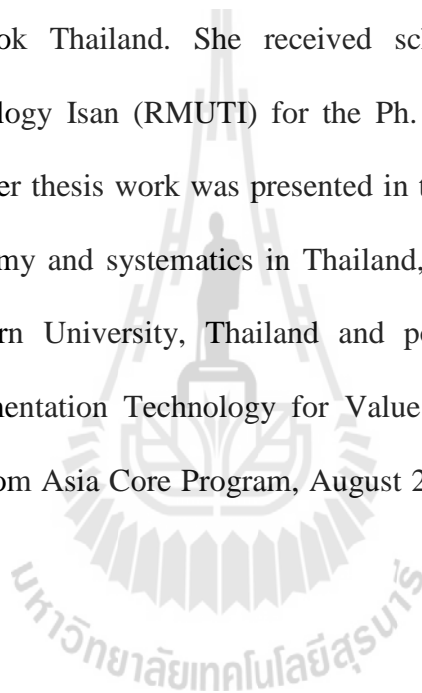 ok Thailand. She received sc
logy Isan (RMUTI) for the Ph.
er thesis work was presented in t
my and systematics in Thailand,
rn University, Thailand and p
nentation Technology for Value
om Asia Core Program, August 2
มหาวิทยาลัยเทคโนโลยีสุรนารี